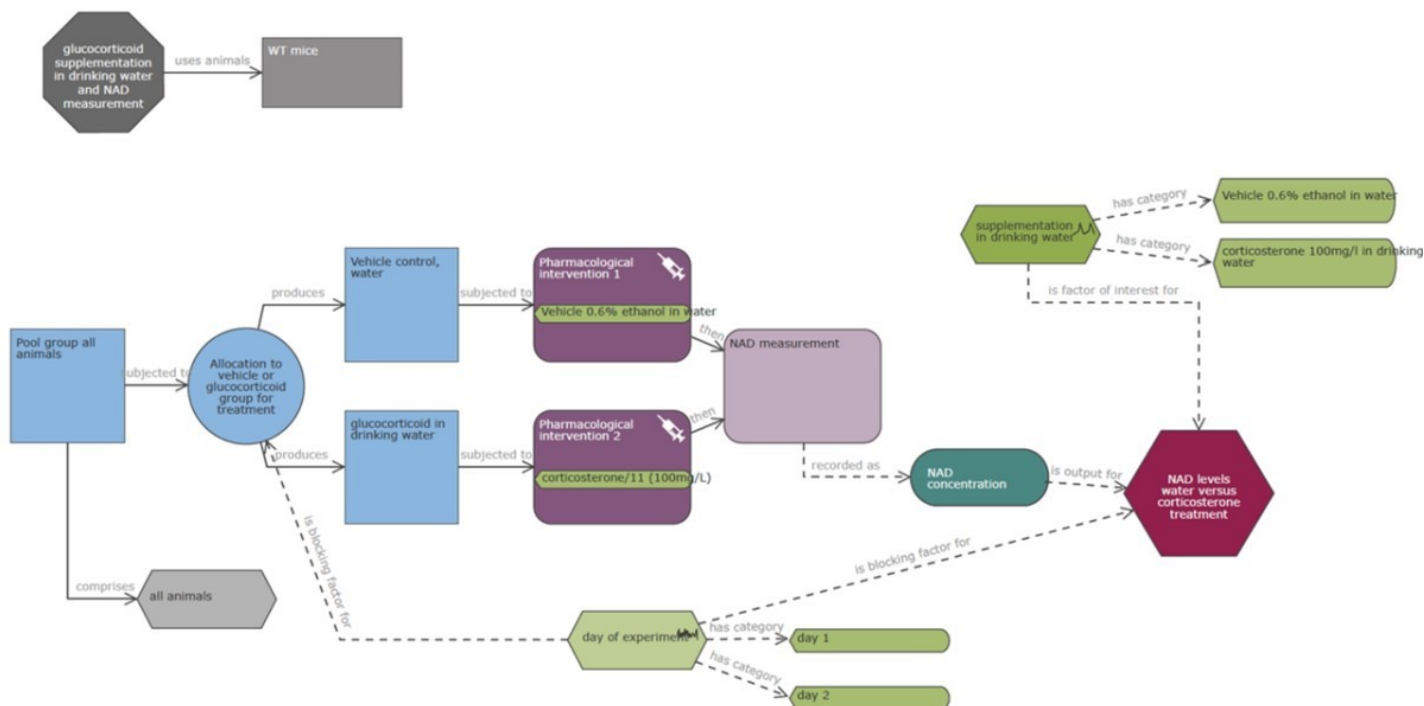 glucocorticoid
supplementation
in drinking water
and NAD
measurement
uses animals
WT mice
Pool group all
animals
subjected to
Allocation to
vehicle or
glucocorticoid
group for
treatment
produces
Vehicle control,
water
subjected to
Pharmacological
intervention 1
Vehicle 0.6% ethanol in water
then
NAD measurement
produces
glucocorticoid in
drinking water
subjected to
Pharmacological
intervention 2
corticosterone/11 (100mg/L)
then
recorded as
NAD
concentration
is output for
NAD levels
water versus
corticosterone
treatment
supplementation
in drinking water
has category
Vehicle 0.6% ethanol in water
has category
corticosterone 100mg/l in drinking
water
is factor of interest for
comprises
all animals
is blocking factor for
is blocking factor for
day of experiment
has category
day 1
has category
day 2